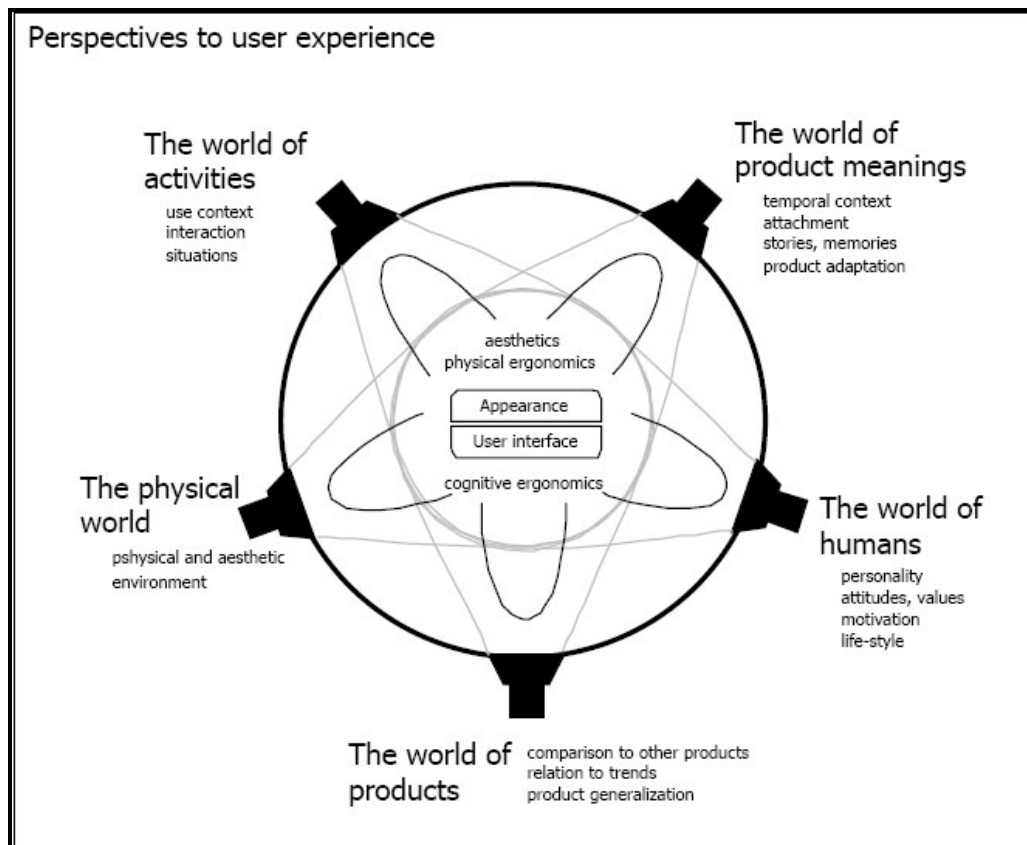 Perspectives to user experience
The world of
activities
use context
interaction
situations
The world of
product meanings
temporal context
attachment
stories, memories
product adaptation
aesthetics
physical ergonomics
Appearance
User interface
cognitive ergonomics
The physical
world
pshysical and aesthetic
environment
The world of
humans
personality
attitudes, values
motivation
life-style
The world of
products
comparison to other products
relation to trends
product generalization